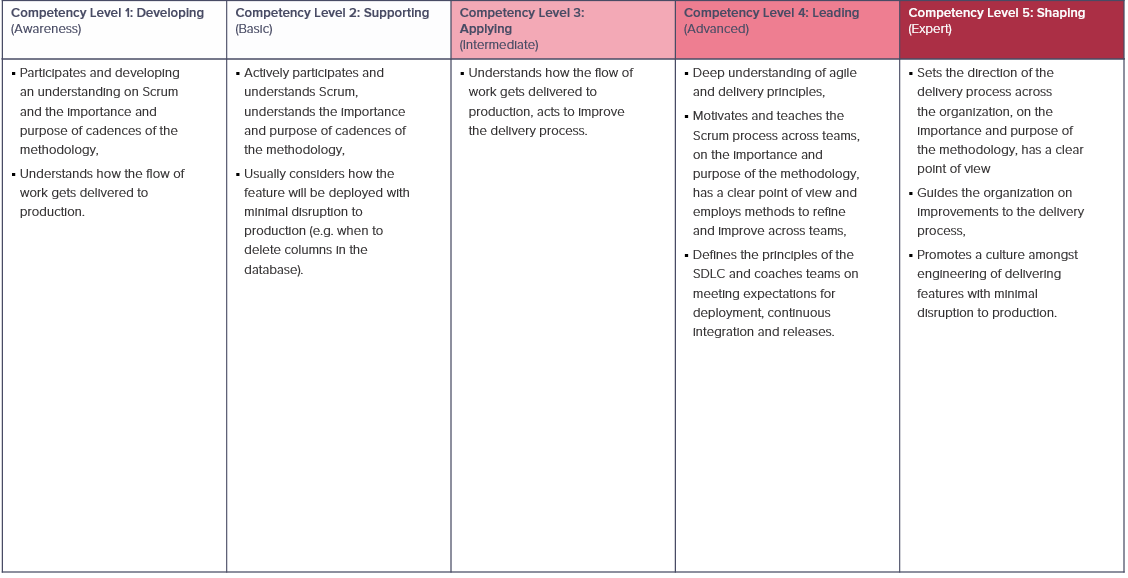 Competency Level 1: Developing
(Awareness)
▪ Participates and developing
an understanding on Scrum
and the importance and
purpose of cadences of the
methodology,
▪ Understands how the flow of
work gets delivered to
production.
Competency Level 2: Supporting
(Basic)
▪ Actively participates and
understands Scrum,
understands the importance
and purpose of cadences of
the methodology,
▪ Usually considers how the
feature will be deployed with
minimal disruption to
production (e.g. when to
delete columns in the
database).
Competency Level 3:
Applying
(Intermediate)
▪ Understands how the flow of
work gets delivered to
production, acts to improve
the delivery process.
Competency Level 4: Leading
(Advanced)
▪ Deep understanding of agile
and delivery principles,
▪ Motivates and teaches the
Scrum process across teams,
on the importance and
purpose of the methodology,
has a clear point of view and
employs methods to refine
and improve across teams,
▪ Defines the principles of the
SDLC and coaches teams on
meeting expectations for
deployment, continuous
integration and releases.
Competency Level 5: Shaping
(Expert)
▪ Sets the direction of the
delivery process across
the organization, on the
importance and purpose of
the methodology, has a clear
point of view
▪ Guides the organization on
improvements to the delivery
process,
▪ Promotes a culture amongst
engineering of delivering
features with minimal
disruption to production.